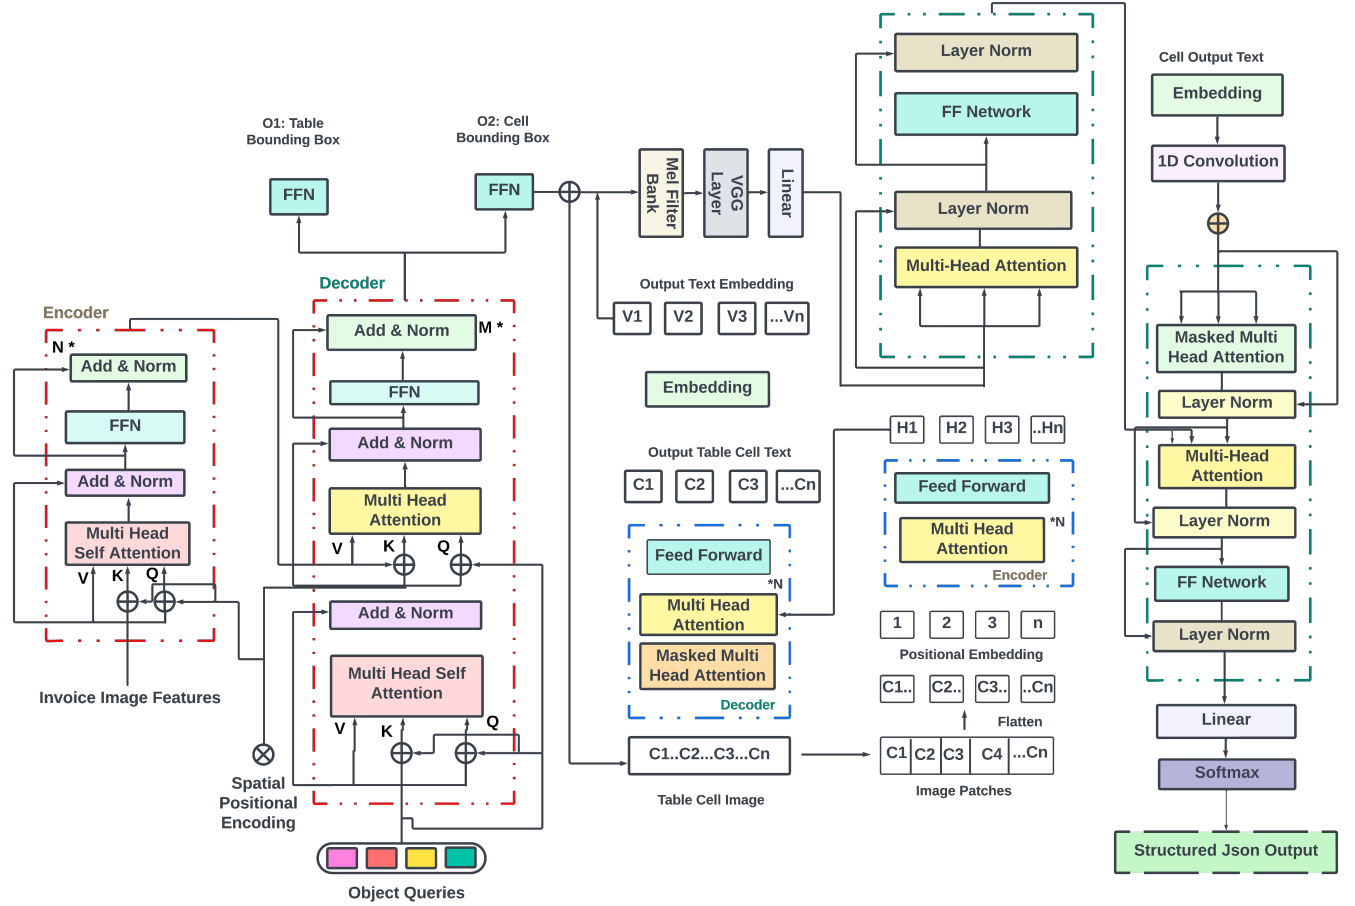 Encoder
N *
Add & Norm
FFN
Add & Norm
Multi Head
Self Attention
V
K
Q
Invoice Image Features
Spatial
Positional
Encoding
O1: Table
Bounding Box
FFN
O2: Cell
Bounding Box
FFN
Decoder
M *
Add & Norm
FFN
Add & Norm
Multi Head
Attention
V
K
Q
Add & Norm
Multi Head Self
Attention
V
K
Q
Object Queries
Mel Filter
Bank
VGG
Layer
Linear
Output Text Embedding
V1
V2
V3
...Vn
Embedding
Output Table Cell Text
C1
C2
C3
...Cn
Feed Forward
*N
Multi Head
Attention
Masked Multi
Head Attention
Decoder
C1..C2...C3...Cn
Table Cell Image
Layer Norm
FF Network
Layer Norm
Multi-Head Attention
H1
H2
H3
..Hn
Feed Forward
Multi Head
Attention
*N
Encoder
1
2
3
n
Positional Embedding
C1..
C2..
C3..
..Cn
Flatten
C1
C2
C3
C4
...Cn
Image Patches
Cell Output Text
Embedding
1D Convolution
Masked Multi
Head Attention
Layer Norm
Multi-Head
Attention
Layer Norm
FF Network
Layer Norm
Linear
Softmax
Structured Json Output